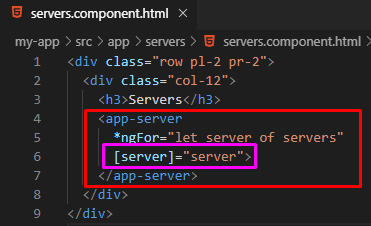 servers.component.html ×
my-app > src > app > servers > servers.component.html
1 <div class="row pl-2 pr-2">
2 <div class="col-12">
3 <h3>Servers</h3>
4 <app-server
5 *ngFor="let server of servers"
6 [server]="server">
7 </app-server>
8 </div>
9 </div>